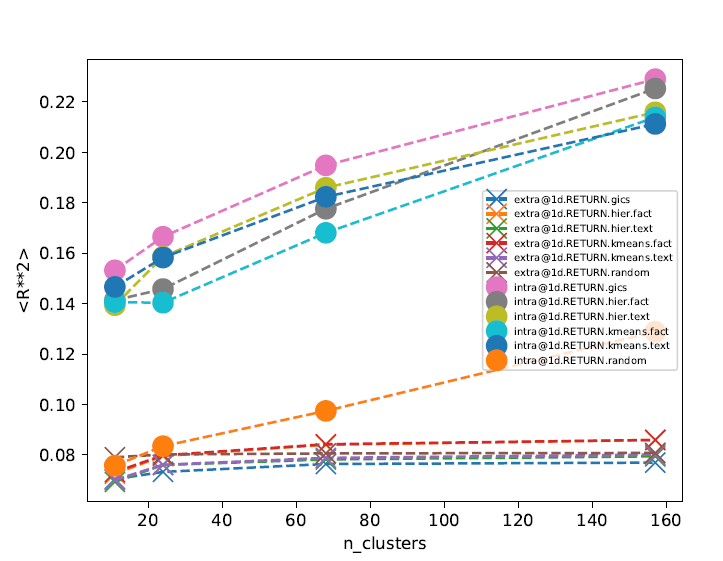 0.22
0.20
0.18
0.16
0.14
0.12
0.10
0.08
<R**2>
extra@1d.RETURN.gics
extra@1d.RETURN.hier.fact
extra@1d.RETURN.hier.text
extra@1d.RETURN.kmeans.fact
extra@1d.RETURN.kmeans.text
extra@1d.RETURN.random
intra@1d.RETURN.gics
intra@1d.RETURN.hier.fact
intra@1d.RETURN.hier.text
intra@1d.RETURN.kmeans.fact
intra@1d.RETURN.kmeans.text
intra@1d.RETURN.random
20 40 60 80 100 120 140 160
n_clusters